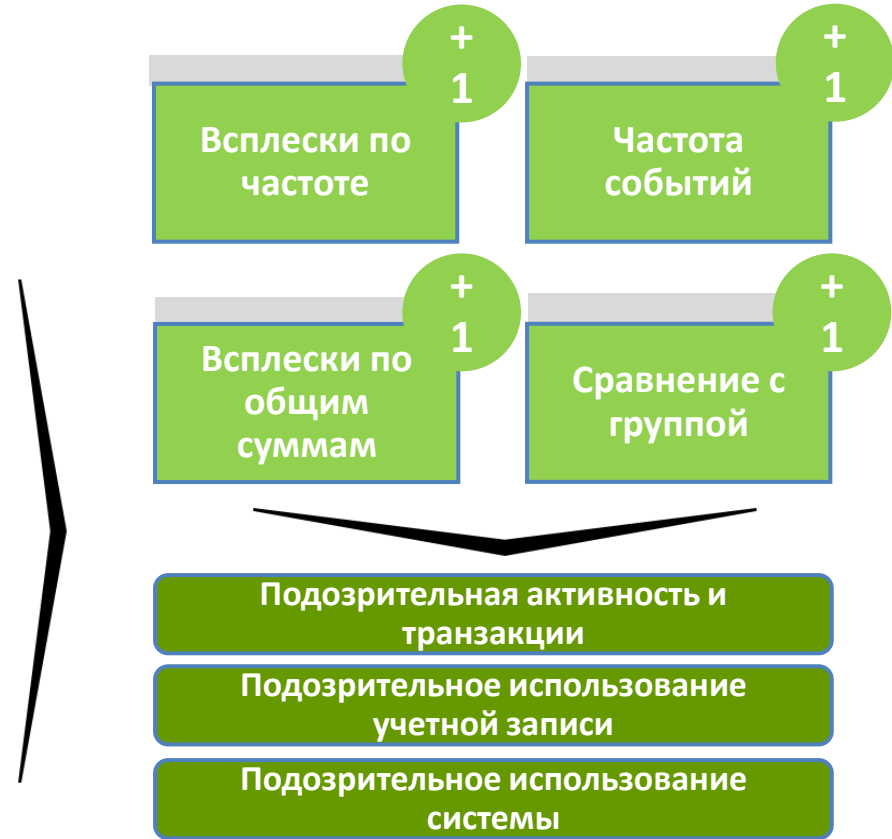 +
1
Всплески по
частоте
+
1
Частота
событий
+
1
Всплески по
общим
суммам
+
1
Сравнение с
группой
Подозрительная активность и
транзакции
Подозрительное использование
учетной записи
Подозрительное использование
системы